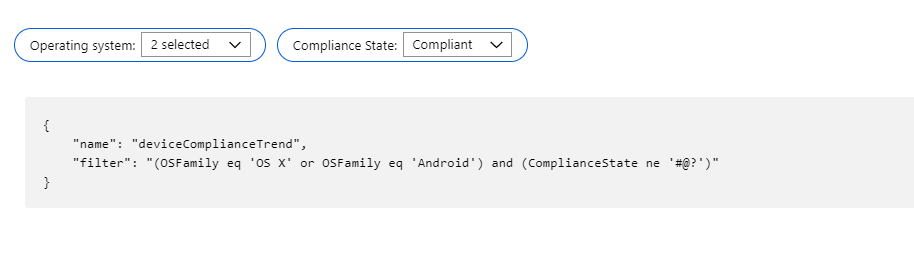 Operating system: 2 selected Compliance State: Compliant
{
    "name": "deviceComplianceTrend",
    "filter": "(OSFamily eq 'OS X' or OSFamily eq 'Android') and (ComplianceState ne '#@?')"
}